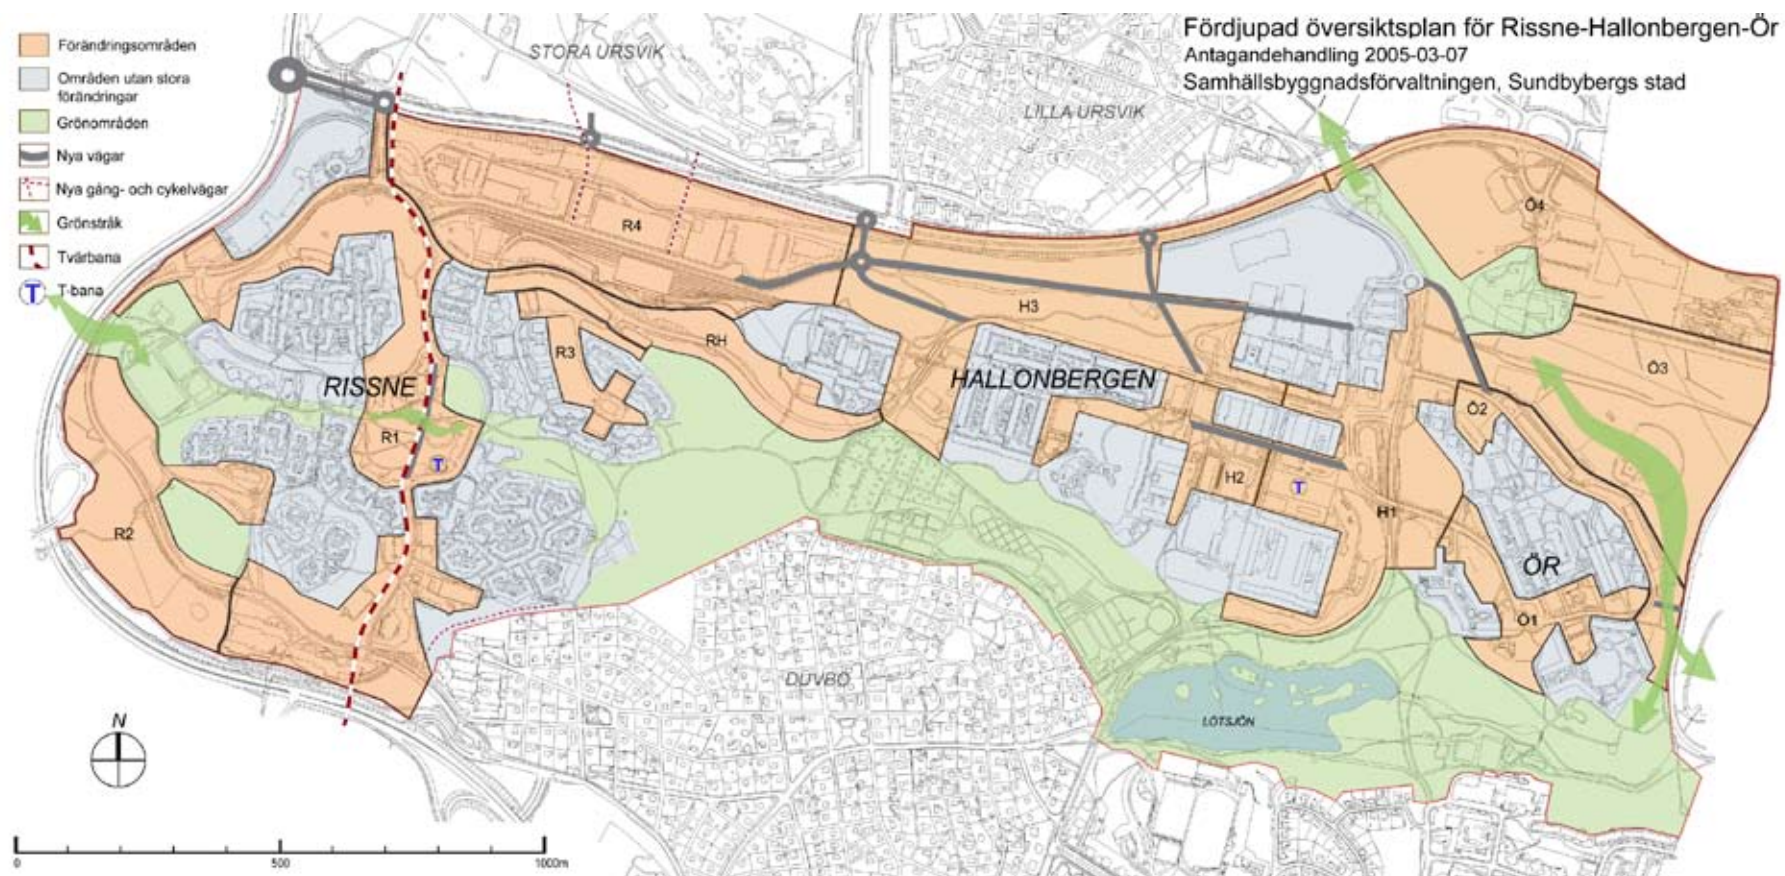 Fördjupad översiktsplan för Rissne-Hallonbergen-Ör
Antagandehandling 2005-03-07
Samhällsbyggnadsförvaltningen, Sundbybergs stad
Förändringsområden
Områden utan stora
förändringar
Grönområden
Nya vägar
Nya gång- och cykelvägar
Grönstråk
Tvärbana
T T-bana
STORA URSVIK
LILLA URSVIK
Ö4
R4
H3
RH
R3
Ö3
RISSNE
HALLONBERGEN
Ö2
R1
T
H2
T
H1
R2
ÖR
Ö1
DUVBO
LÖTSJÖN
N
0 500 1000m